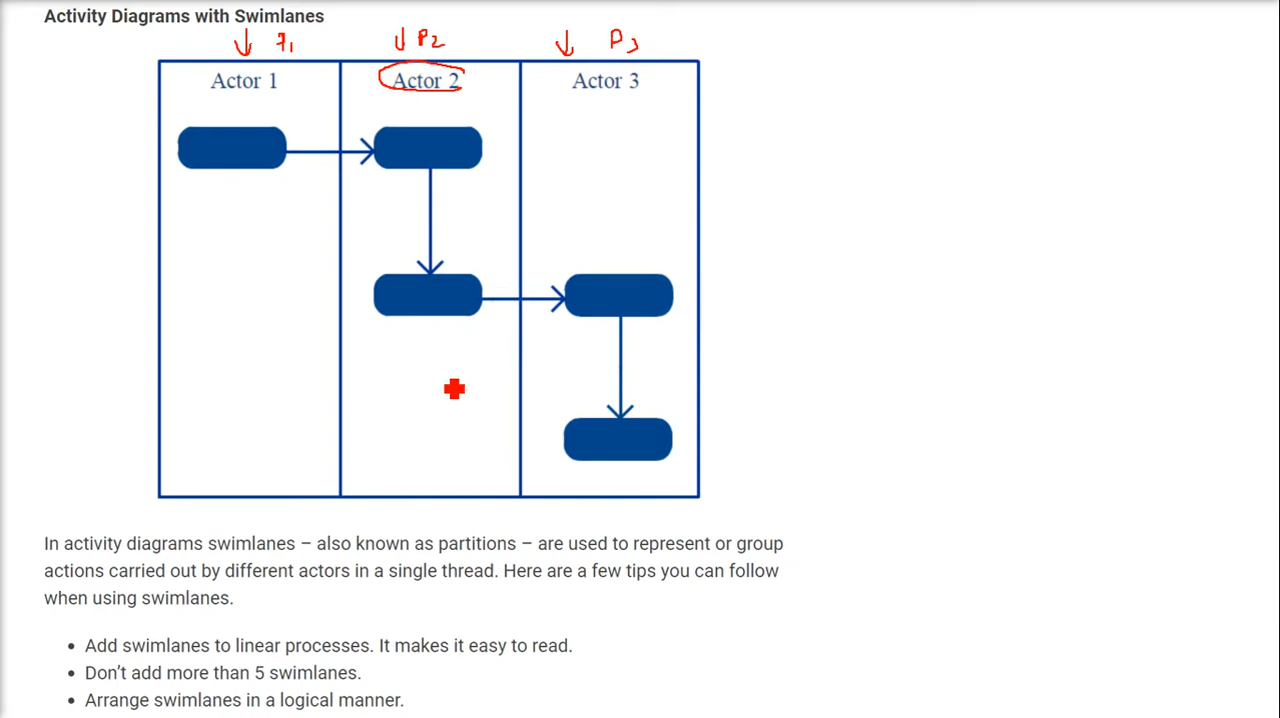 Activity Diagrams with Swimlanes
P2 P3
Actor 1 Actor 2 Actor 3
In activity diagrams swimlanes – also known as partitions – are used to represent or group
actions carried out by different actors in a single thread. Here are a few tips you can follow
when using swimlanes.
• Add swimlanes to linear processes. It makes it easy to read.
• Don’t add more than 5 swimlanes.
• Arrange swimlanes in a logical manner.